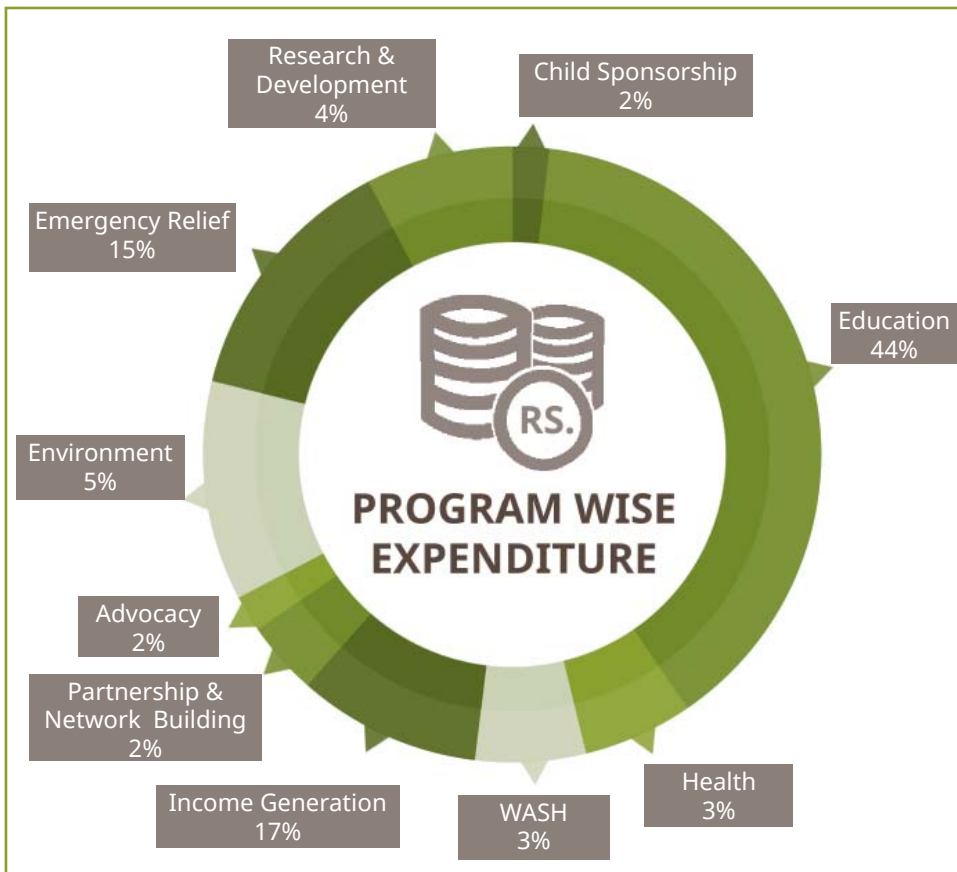 Research &
Development
4%
Child Sponsorship
2%
Emergency Relief
15%
Education
44%
RS.
PROGRAM WISE
EXPENDITURE
Environment
5%
Advocacy
2%
Partnership &
Network Building
2%
Income Generation
17%
WASH
3%
Health
3%